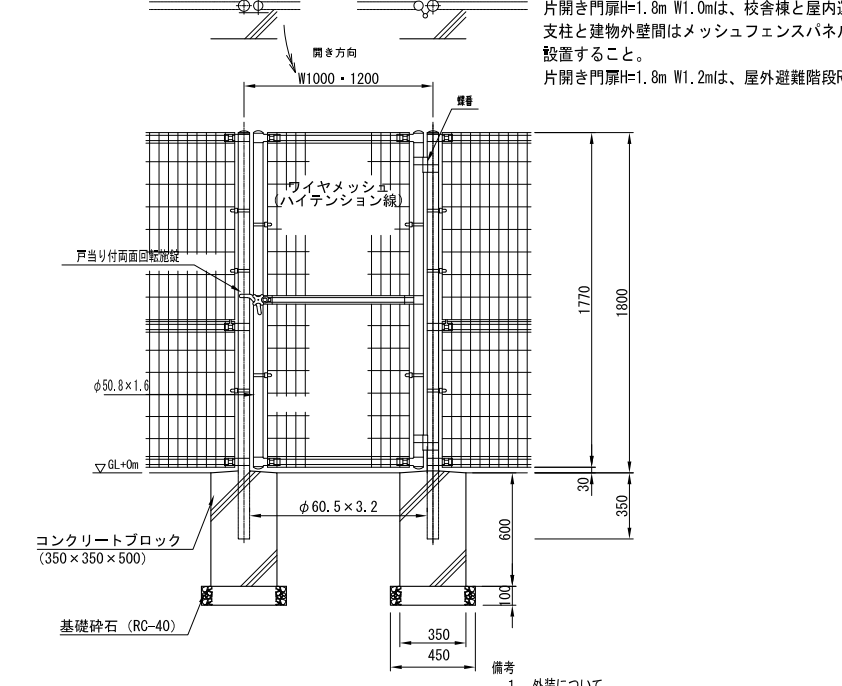 片開き門扉H=1.8m W1.0mは、校舎棟と屋内
支柱と建物外壁間はメッシュフェンスパネル
設置すること。
片開き門扉H=1.8m W1.2mは、屋外避難階段
開き方向
W1000・1200
蝶番
ワイヤメッシュ
(ハイテンション線)
戸当り付両面回転施錠
1770
1800
φ50.8×1.6
GL+0m
30
350
φ60.5×3.2
600
コンクリートブロック
(350×350×500)
100
基礎砕石 (RC-40)
350
450
備考
1 外装について